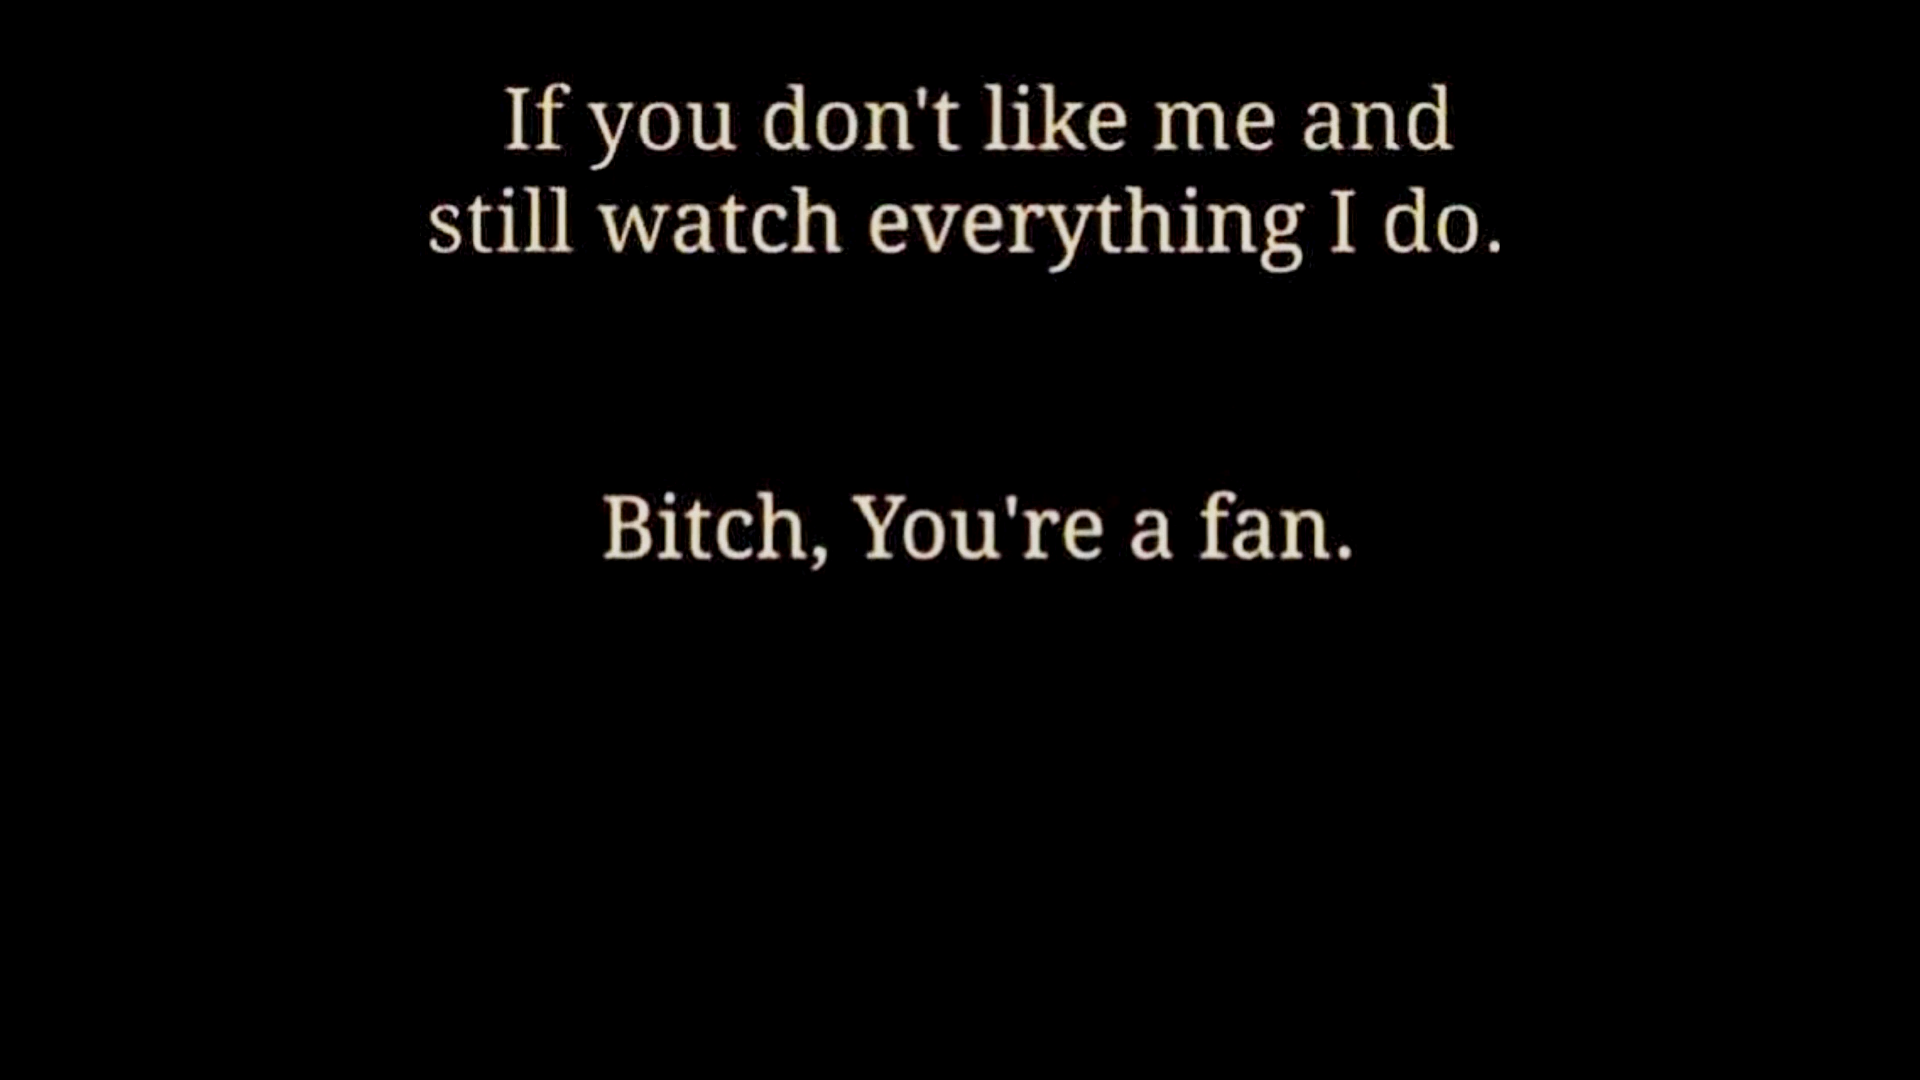 If you don't like me and
still watch everything I do.
Bitch, You're a fan.